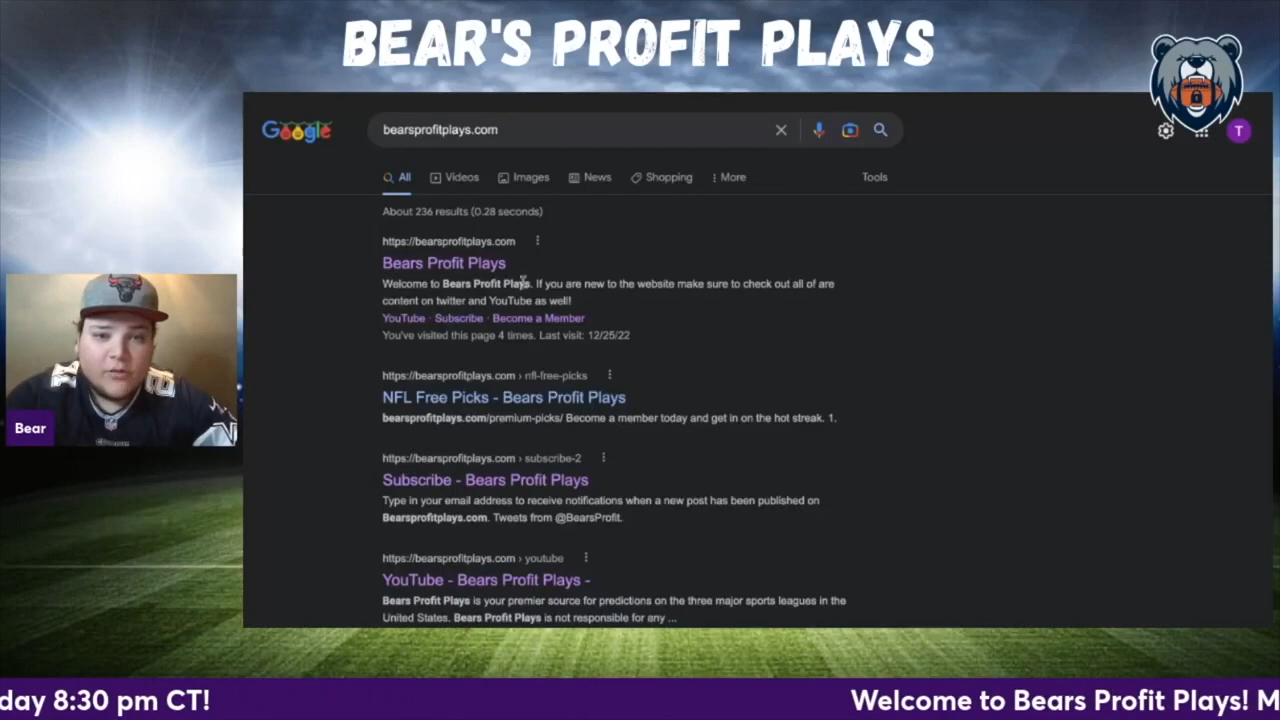 BEAR'S PROFIT PLAYS
Google
bearsprofitplays.com
T
All
Videos
Images
News
Shopping
More
Tools
About 236 results (0.28 seconds)
https://bearsprofitplays.com
Bears Profit Plays
Welcome to Bears Profit Plays. If you are new to the website make sure to check out all of are
content on twitter and YouTube as well!
YouTube · Subscribe · Become a Member
You've visited this page 4 times. Last visit: 12/25/22
https://bearsprofitplays.com › nfl-free-picks
NFL Free Picks - Bears Profit Plays
bearsprofitplays.com/premium-picks/ Become a member today and get in on the hot streak. 1.
https://bearsprofitplays.com › subscribe-2
Subscribe - Bears Profit Plays
Type in your email address to receive notifications when a new post has been published on
Bearsprofitplays.com. Tweets from @BearsProfit.
https://bearsprofitplays.com › youtube
YouTube - Bears Profit Plays -
Bears Profit Plays is your premier source for predictions on the three major sports leagues in the
United States. Bears Profit Plays is not responsible for any ...
Bear
day 8:30 pm CT!
Welcome to Bears Profit Plays! M